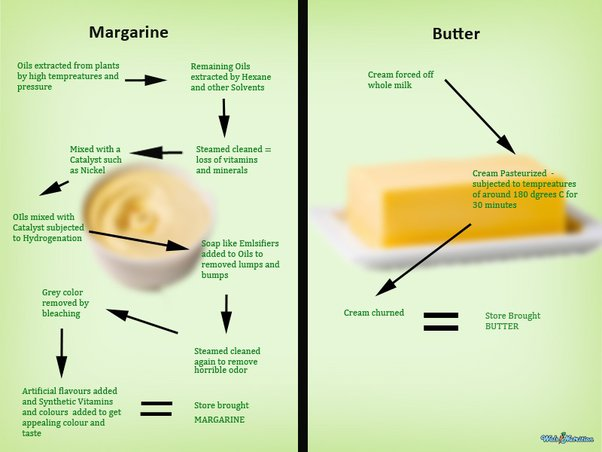 Margarine
Oils extracted from plants
by high tempreatures and
pressure
Remaining Oils
extracted by Hexane
and other Solvents
Steamed cleaned =
loss of vitamins
and minerals
Mixed with a
Catalyst such
as Nickel
Oils mixed with
Catalyst subjected
to Hydrogenation
Soap like Emlsifiers
added to Oils to
removed lumps and
bumps
Steamed cleaned
again to remove
horrible odor
Grey color
removed by
bleaching
Artificial flavours added
and Synthetic Vitamins
and colours added to get
appealing colour and
taste
=
Store brought
MARGARINE
Butter
Cream forced off
whole milk
Cream Pasteurized -
subjected to tempreatures
of around 180 dgrees C for
30 minutes
Cream churned
=
Store Brought
BUTTER